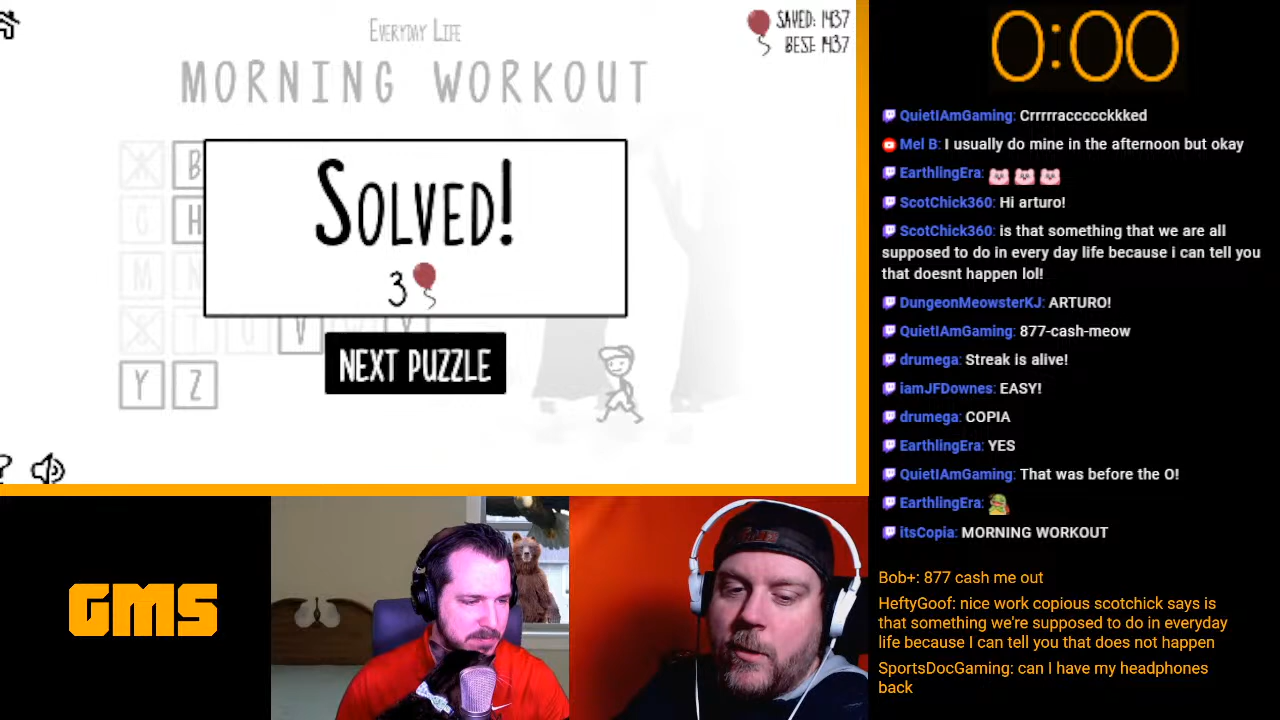 EVERYDAY LIFE
MORNING WORKOUT
SAVED: 1437
BEST: 1437
X B
G H
M N
S T U V W X
Y Z
SOLVED!
3
NEXT PUZZLE
?
GMS
0:00
QuietIAmGaming: Crrrrracccccckkked
Mel B: I usually do mine in the afternoon but okay
EarthlingEra:
ScotChick360: Hi arturo!
ScotChick360: is that something that we are all
supposed to do in every day life because i can tell you
that doesnt happen lol!
DungeonMeowsterKJ: ARTURO!
QuietIAmGaming: 877-cash-meow
drumega: Streak is alive!
iamJFDownes: EASY!
drumega: COPIA
EarthlingEra: YES
QuietIAmGaming: That was before the O!
EarthlingEra:
itsCopia: MORNING WORKOUT
Bob+: 877 cash me out
HeftyGoof: nice work copious scotchick says is
that something we're supposed to do in everyday
life because I can tell you that does not happen
SportsDocGaming: can I have my headphones
back